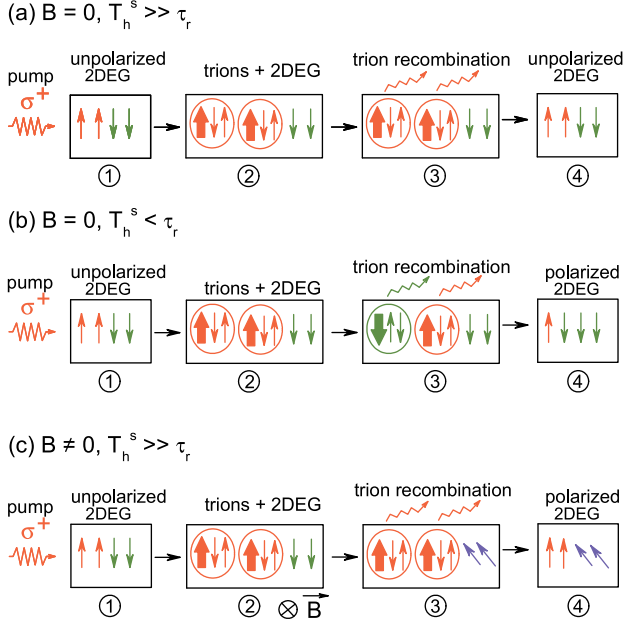 (a) B = 0, T_h^s >> τ_r
unpolarized 2DEG
trions + 2DEG
trion recombination
unpolarized 2DEG
pump
σ⁺
① ② ③ ④
(b) B = 0, T_h^s < τ_r
unpolarized 2DEG
trions + 2DEG
trion recombination
polarized 2DEG
pump
σ⁺
① ② ③ ④
(c) B ≠ 0, T_h^s >> τ_r
unpolarized 2DEG
trions + 2DEG
trion recombination
polarized 2DEG
pump
σ⁺
① ② ⊗ B⃗ ③ ④